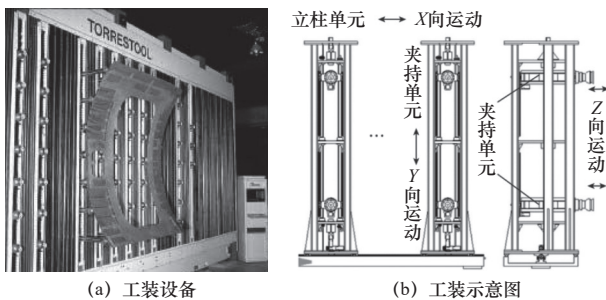 TORRESTOOL
(a) 工装设备
立柱单元 ↔ X向运动
夹持单元
...
Y向运动
夹持单元
Z向运动
(b) 工装示意图